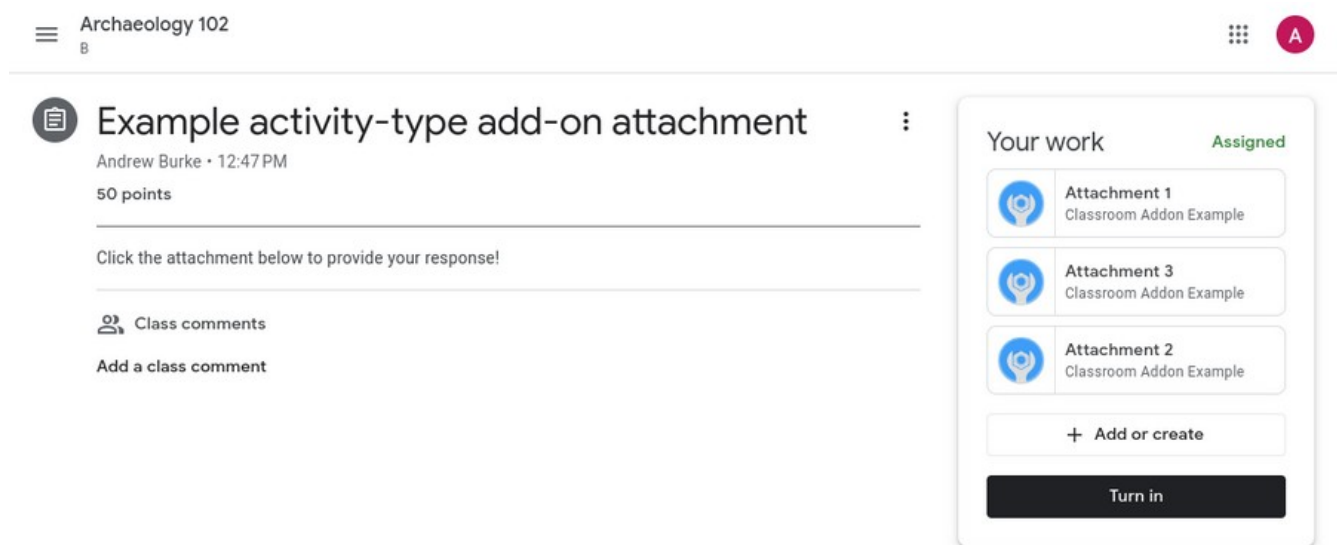 Archaeology 102
B
A
Example activity-type add-on attachment
Andrew Burke • 12:47 PM
50 points
Click the attachment below to provide your response!
Class comments
Add a class comment
Your work
Assigned
Attachment 1
Classroom Addon Example
Attachment 3
Classroom Addon Example
Attachment 2
Classroom Addon Example
+ Add or create
Turn in